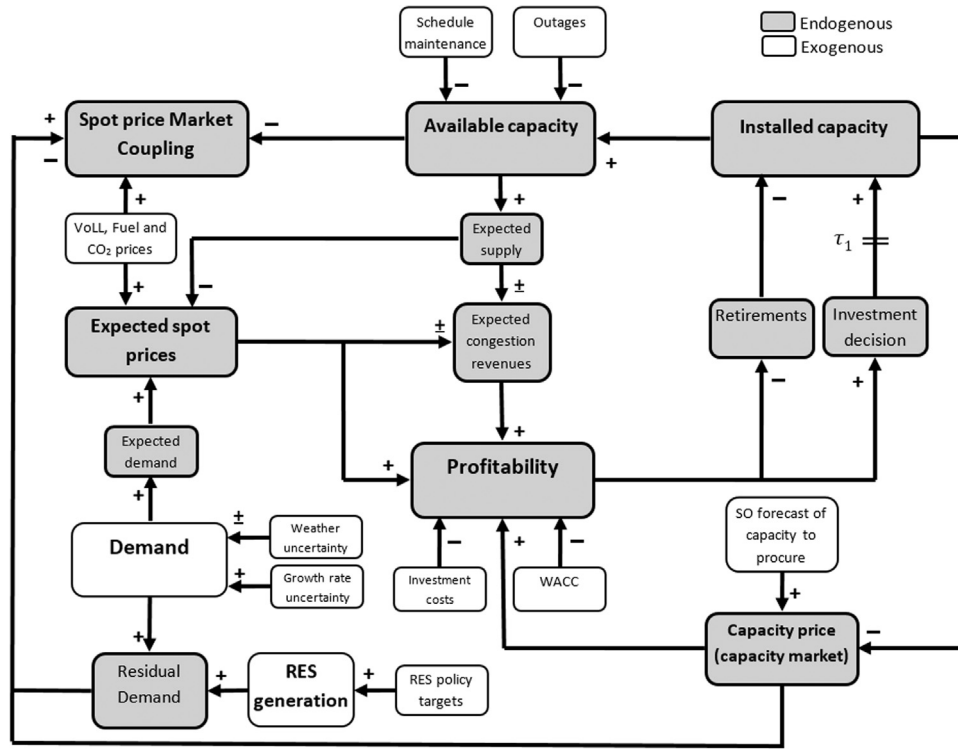 Schedule
maintenance
Outages
Endogenous
Exogenous
− −
+
−
Spot price Market
Coupling
−
Available capacity
+
Installed capacity
+
VoLL, Fuel and
CO₂ prices
+
−
+
Expected
supply
±
−
+
τ₁
Expected spot
prices
±
Expected
congestion
revenues
Retirements
Investment
decision
+
Expected
demand
+
+
+
Profitability
−
+
Demand
±
Weather
uncertainty
+
Growth rate
uncertainty
−
Investment
costs
+
−
WACC
SO forecast of
capacity to
procure
+
+
Residual
Demand
+
RES
generation
+
RES policy
targets
Capacity price
(capacity market)
−